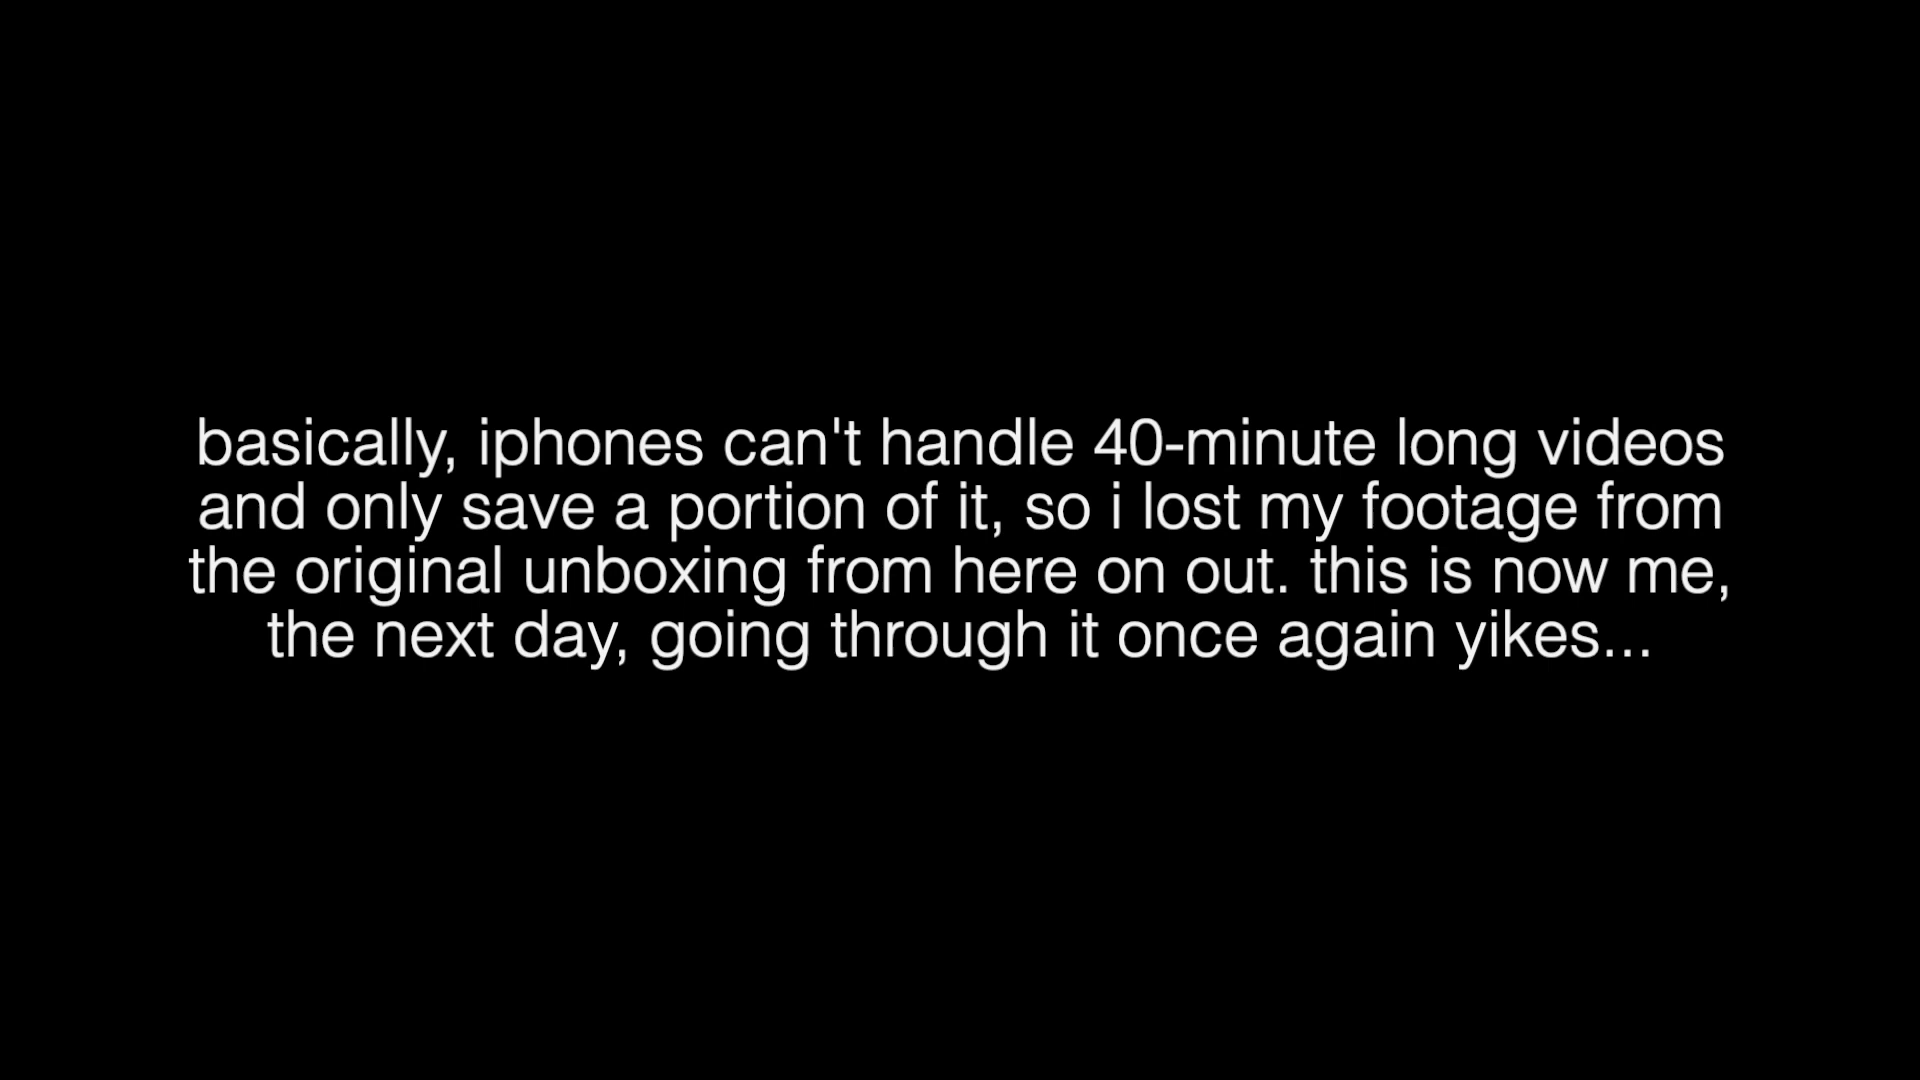 basically, iphones can't handle 40-minute long videos
and only save a portion of it, so i lost my footage from
the original unboxing from here on out. this is now me,
the next day, going through it once again yikes...